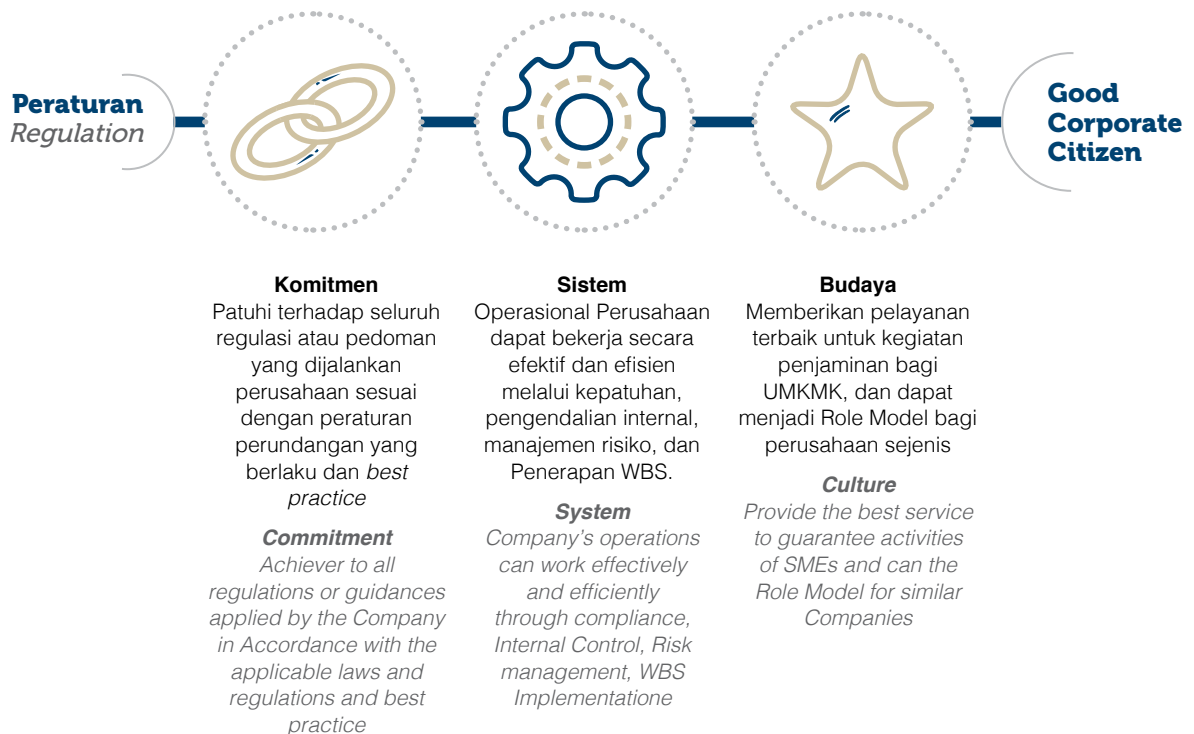 Peraturan
Regulation
Good
Corporate
Citizen
Komitmen
Patuhi terhadap seluruh
regulasi atau pedoman
yang dijalankan
perusahaan sesuai
dengan peraturan
perundangan yang
berlaku dan best
practice
Commitment
Achiever to all
regulations or guidances
applied by the Company
in Accordance with the
applicable laws and
regulations and best
practice
Sistem
Operasional Perusahaan
dapat bekerja secara
efektif dan efisien
melalui kepatuhan,
pengendalian internal,
manajemen risiko, dan
Penerapan WBS.
System
Company's operations
can work effectively
and efficiently
through compliance,
Internal Control, Risk
management, WBS
Implementatione
Budaya
Memberikan pelayanan
terbaik untuk kegiatan
penjaminan bagi
UMKMK, dan dapat
menjadi Role Model bagi
perusahaan sejenis
Culture
Provide the best service
to guarantee activities
of SMEs and can the
Role Model for similar
Companies